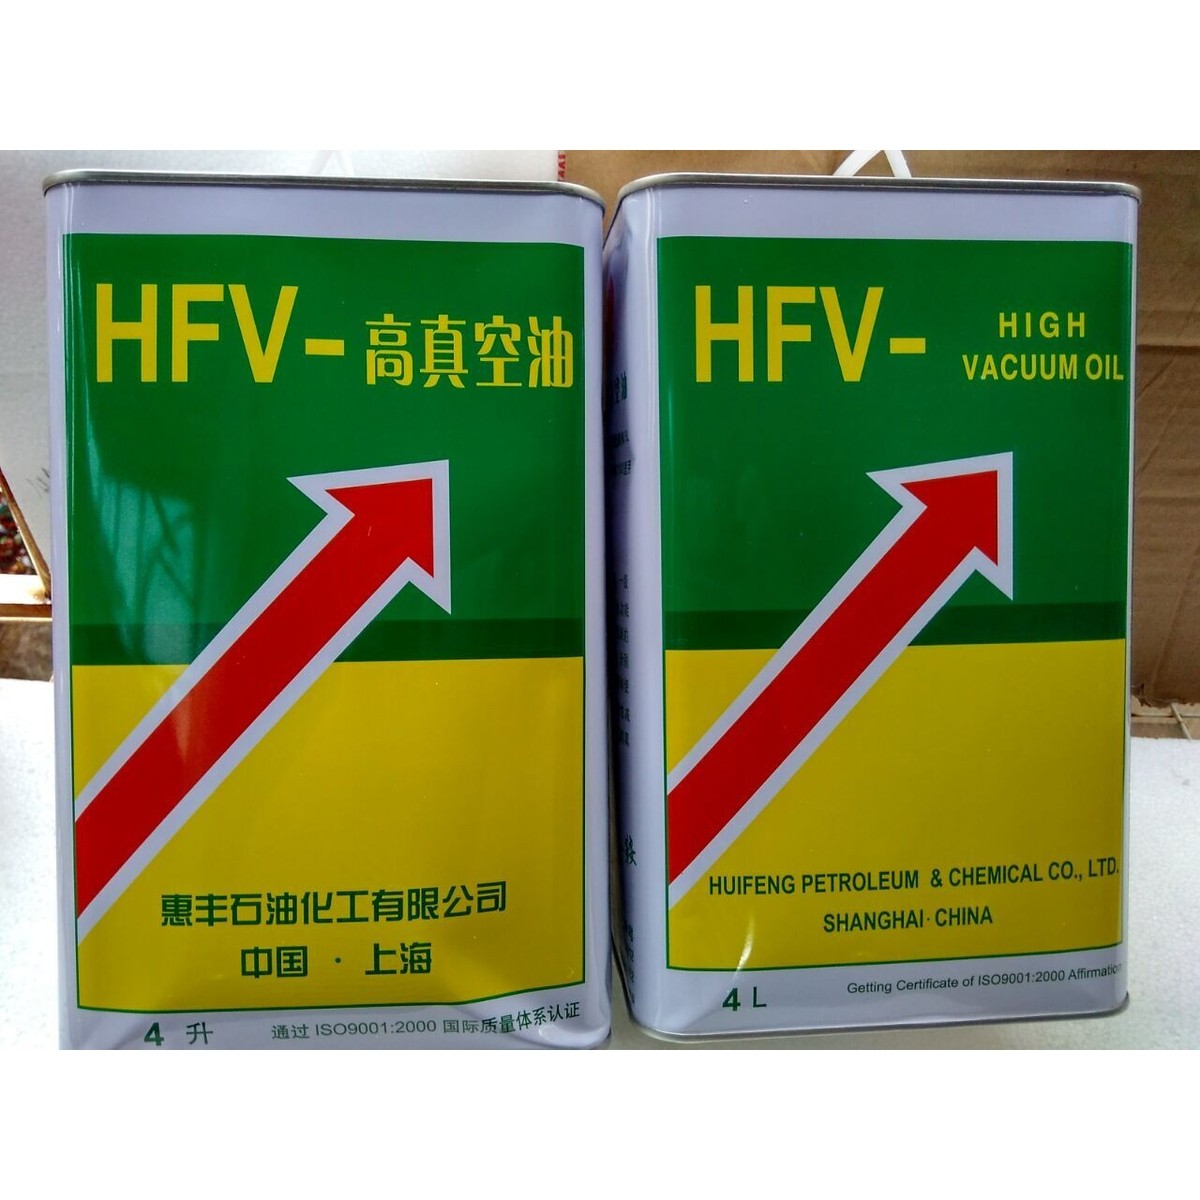 HFV-高真空油
惠丰石油化工有限公司
中国·上海
4 升
通过 ISO9001:2000 国际质量体系认证
HFV-
HIGH
VACUUM OIL
HUIFENG PETROLEUM & CHEMICAL CO., LTD.
SHANGHAI·CHINA
4 L
Getting Certificate of ISO9001:2000 Affirmation